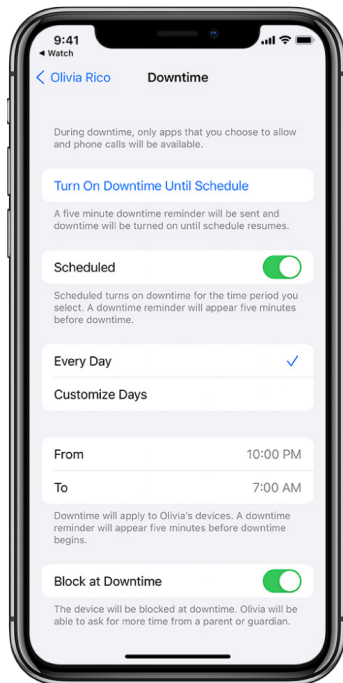 9:41
◀ Watch
Olivia Rico
Downtime
During downtime, only apps that you choose to allow
and phone calls will be available.
Turn On Downtime Until Schedule
A five minute downtime reminder will be sent and
downtime will be turned on until schedule resumes.
Scheduled
Scheduled turns on downtime for the time period you
select. A downtime reminder will appear five minutes
before downtime.
Every Day
Customize Days
From 10:00 PM
To 7:00 AM
Downtime will apply to Olivia's devices. A downtime
reminder will appear five minutes before downtime
begins.
Block at Downtime
The device will be blocked at downtime. Olivia will be
able to ask for more time from a parent or guardian.